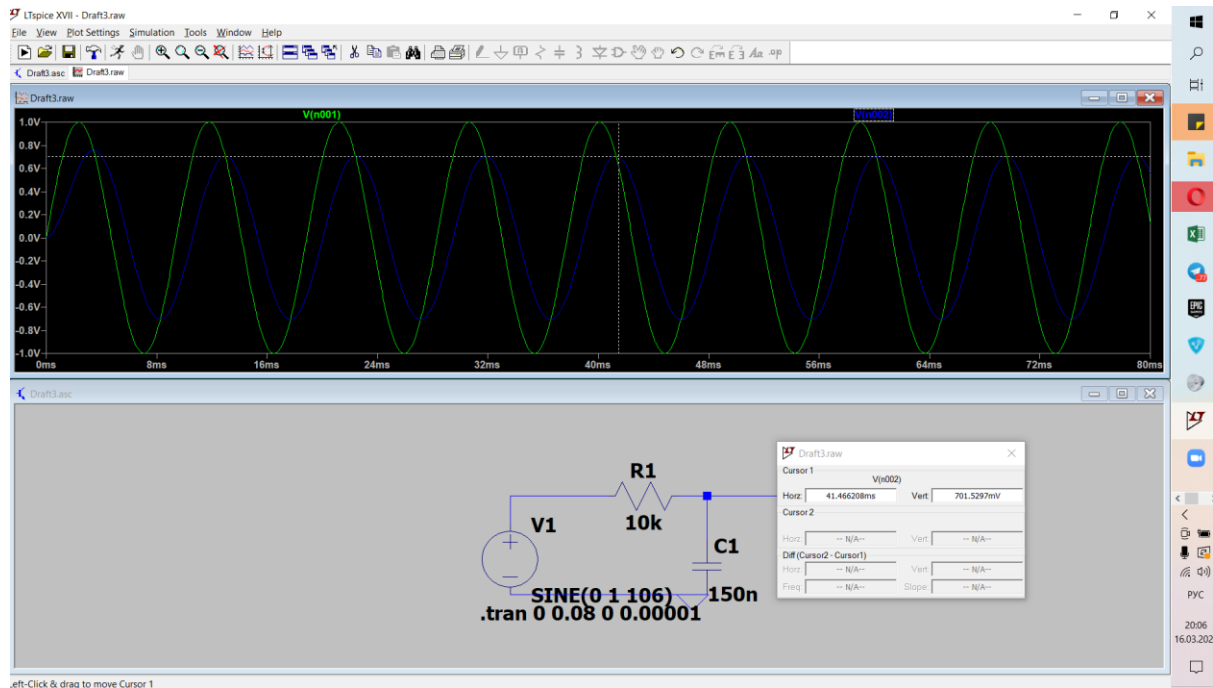 LTspice XVII - Draft3.raw
File View Plot Settings Simulation Tools Window Help
Draft3.asc Draft3.raw
Draft3.raw
V(n001) V(n002)
1.0V
0.8V
0.6V
0.4V
0.2V
0.0V
-0.2V
-0.4V
-0.6V
-0.8V
-1.0V
0ms 8ms 16ms 24ms 32ms 40ms 48ms 56ms 64ms 72ms 80ms
Draft3.asc
R1
10k
V1
C1
150n
SINE(0 1 106)
.tran 0 0.08 0 0.00001
Draft3.raw
Cursor 1
V(n002)
Horz: 41.466208ms Vert: 701.5297mV
Cursor 2
Horz: -- N/A-- Vert: -- N/A--
Diff (Cursor2 - Cursor1)
Horz: -- N/A-- Vert: -- N/A--
Freq: -- N/A-- Slope: -- N/A--
EPIC
РУС
20:06
16.03.202
Left-Click & drag to move Cursor 1